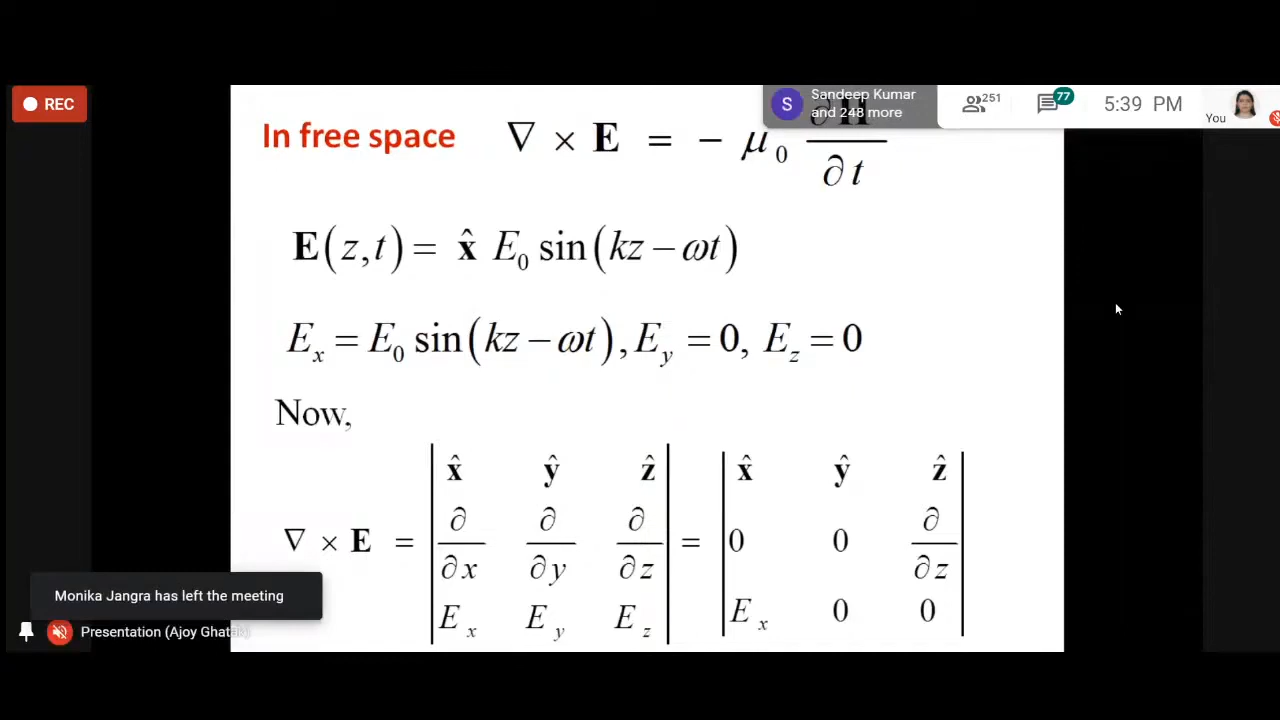 REC
S
Sandeep Kumar
and 248 more
251
77
5:39 PM
You
In free space ∇ × E = − μ₀ ∂H/∂t
E(z,t) = x̂ E₀ sin(kz − ωt)
Eₓ = E₀ sin(kz − ωt), E_y = 0, E_z = 0
Now,
∇ × E = | x̂ ŷ ẑ | = | x̂ ŷ ẑ |
| ∂/∂x ∂/∂y ∂/∂z | | 0 0 ∂/∂z |
| Eₓ E_y E_z | | Eₓ 0 0 |
Monika Jangra has left the meeting
Presentation (Ajoy Ghatak)